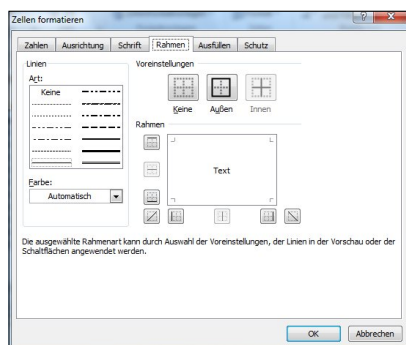 Zellen formatieren
Zahlen Ausrichtung Schrift Rahmen Ausfüllen Schutz
Linien
Voreinstellungen
Art:
Keine
Keine Außen Innen
Rahmen
Text
Farbe:
Automatisch
Die ausgewählte Rahmenart kann durch Auswahl der Voreinstellungen, der Linien in der Vorschau oder der
Schaltflächen angewendet werden.
OK Abbrechen